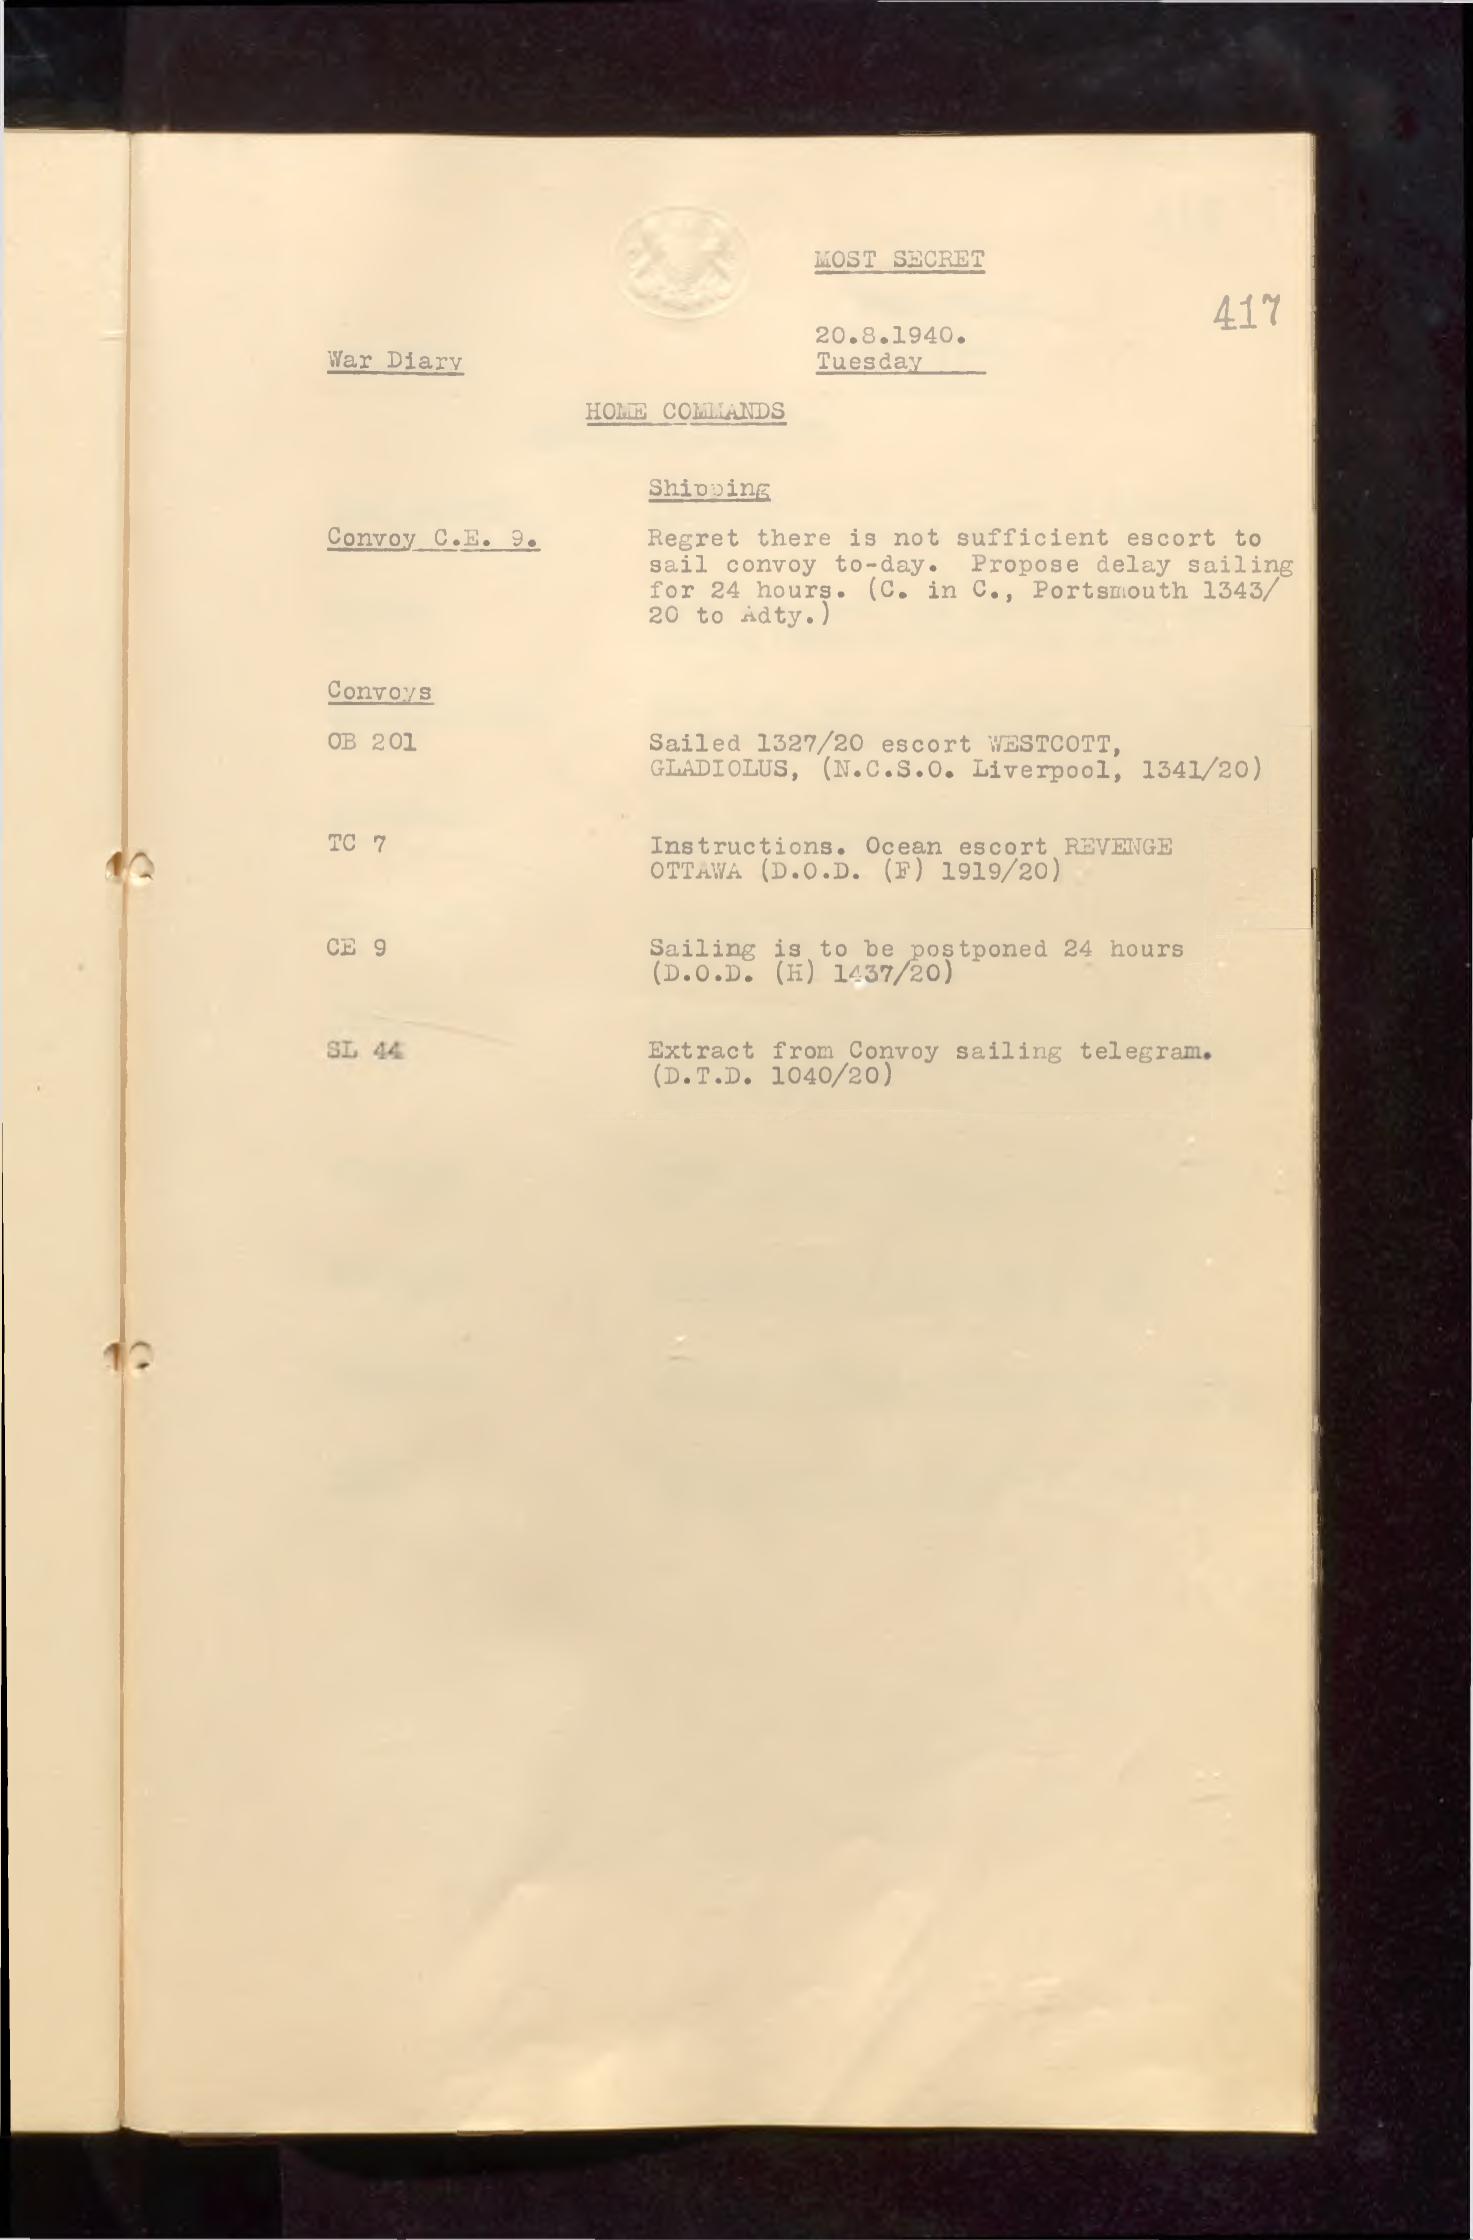 MOST SECRET
417
20.8.1940.
War Diary
Tuesday
HOME COMMANDS
Shipping
Convoy C.E. 9.
Regret there is not sufficient escort to
sail convoy to-day. Propose delay sailing
for 24 hours. (C. in C., Portsmouth 1343/
20 to Adty.)
Convoys
OB 201
Sailed 1327/20 escort WESTCOTT,
GLADIOLUS, (N.C.S.O. Liverpool, 1341/20)
TC 7
Instructions. Ocean escort REVENGE
OTTAWA (D.O.D. (F) 1919/20)
CE 9
Sailing is to be postponed 24 hours
(D.O.D. (H) 1437/20)
SL 44
Extract from Convoy sailing telegram.
(D.T.D. 1040/20)